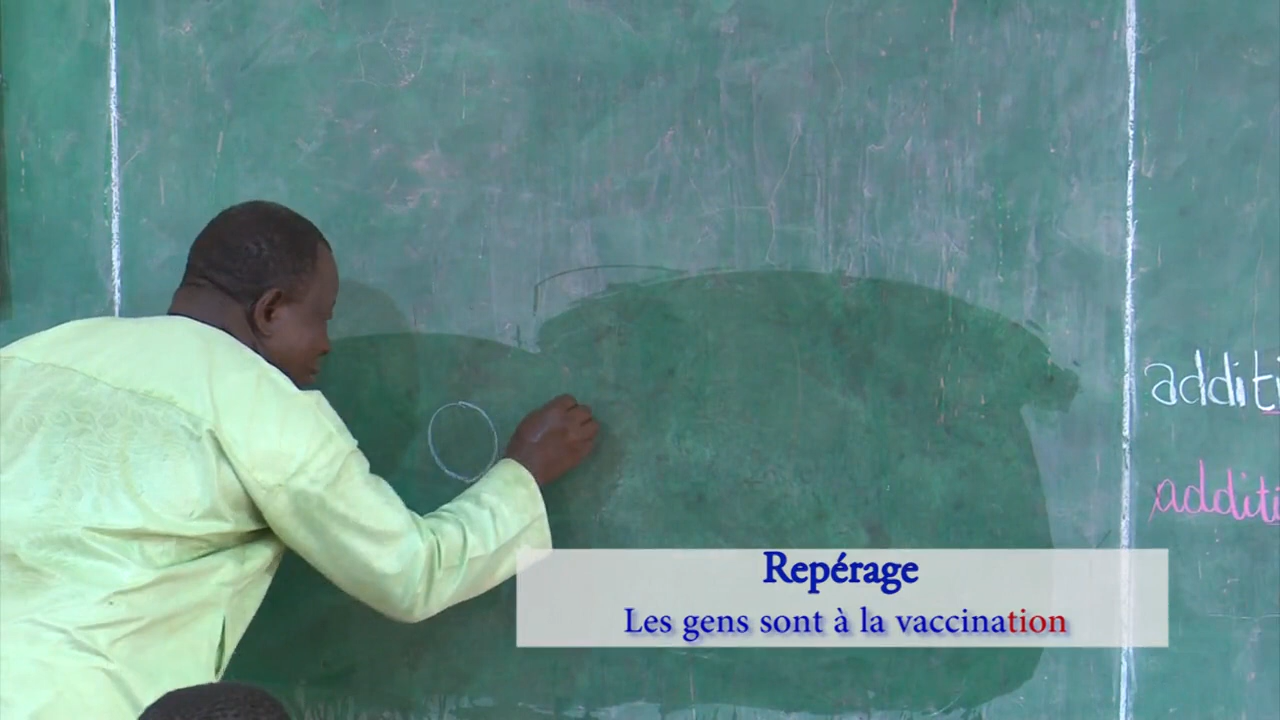 Repérage
Les gens sont à la vaccination
additi
additi